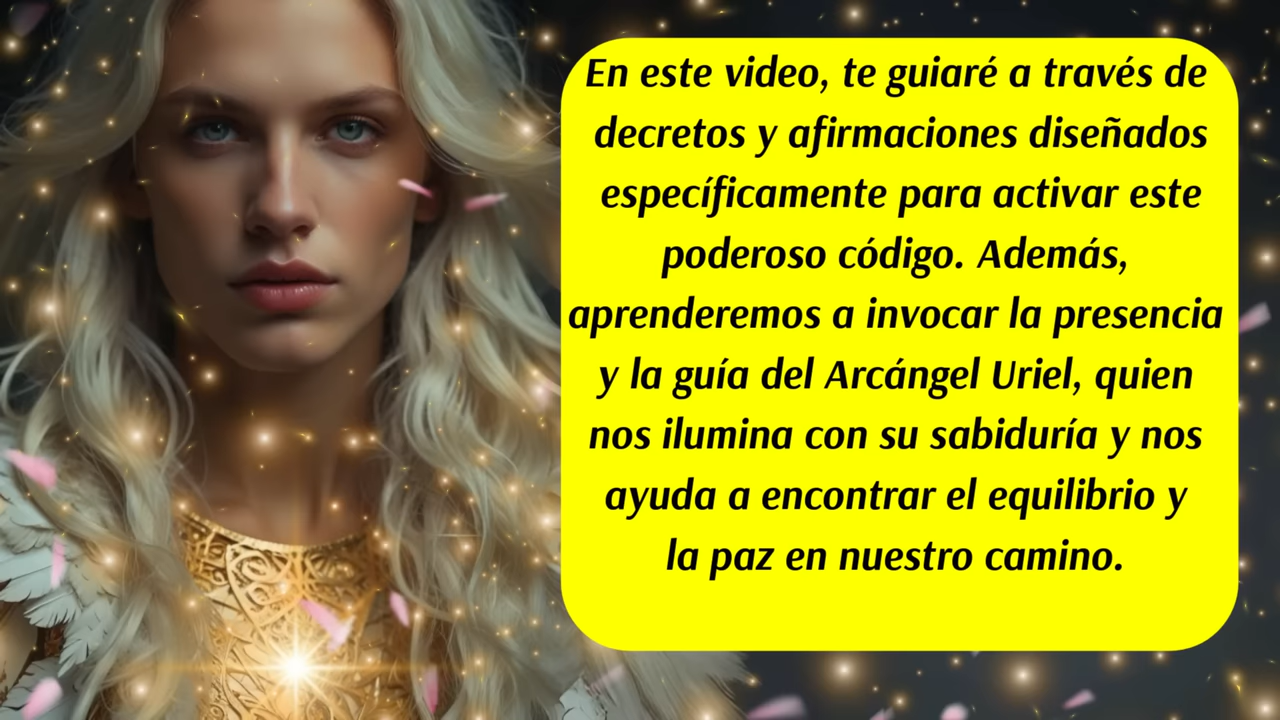 En este video, te guiaré a través de
decretos y afirmaciones diseñados
específicamente para activar este
poderoso código. Además,
aprenderemos a invocar la presencia
y la guía del Arcángel Uriel, quien
nos ilumina con su sabiduría y nos
ayuda a encontrar el equilibrio y
la paz en nuestro camino.